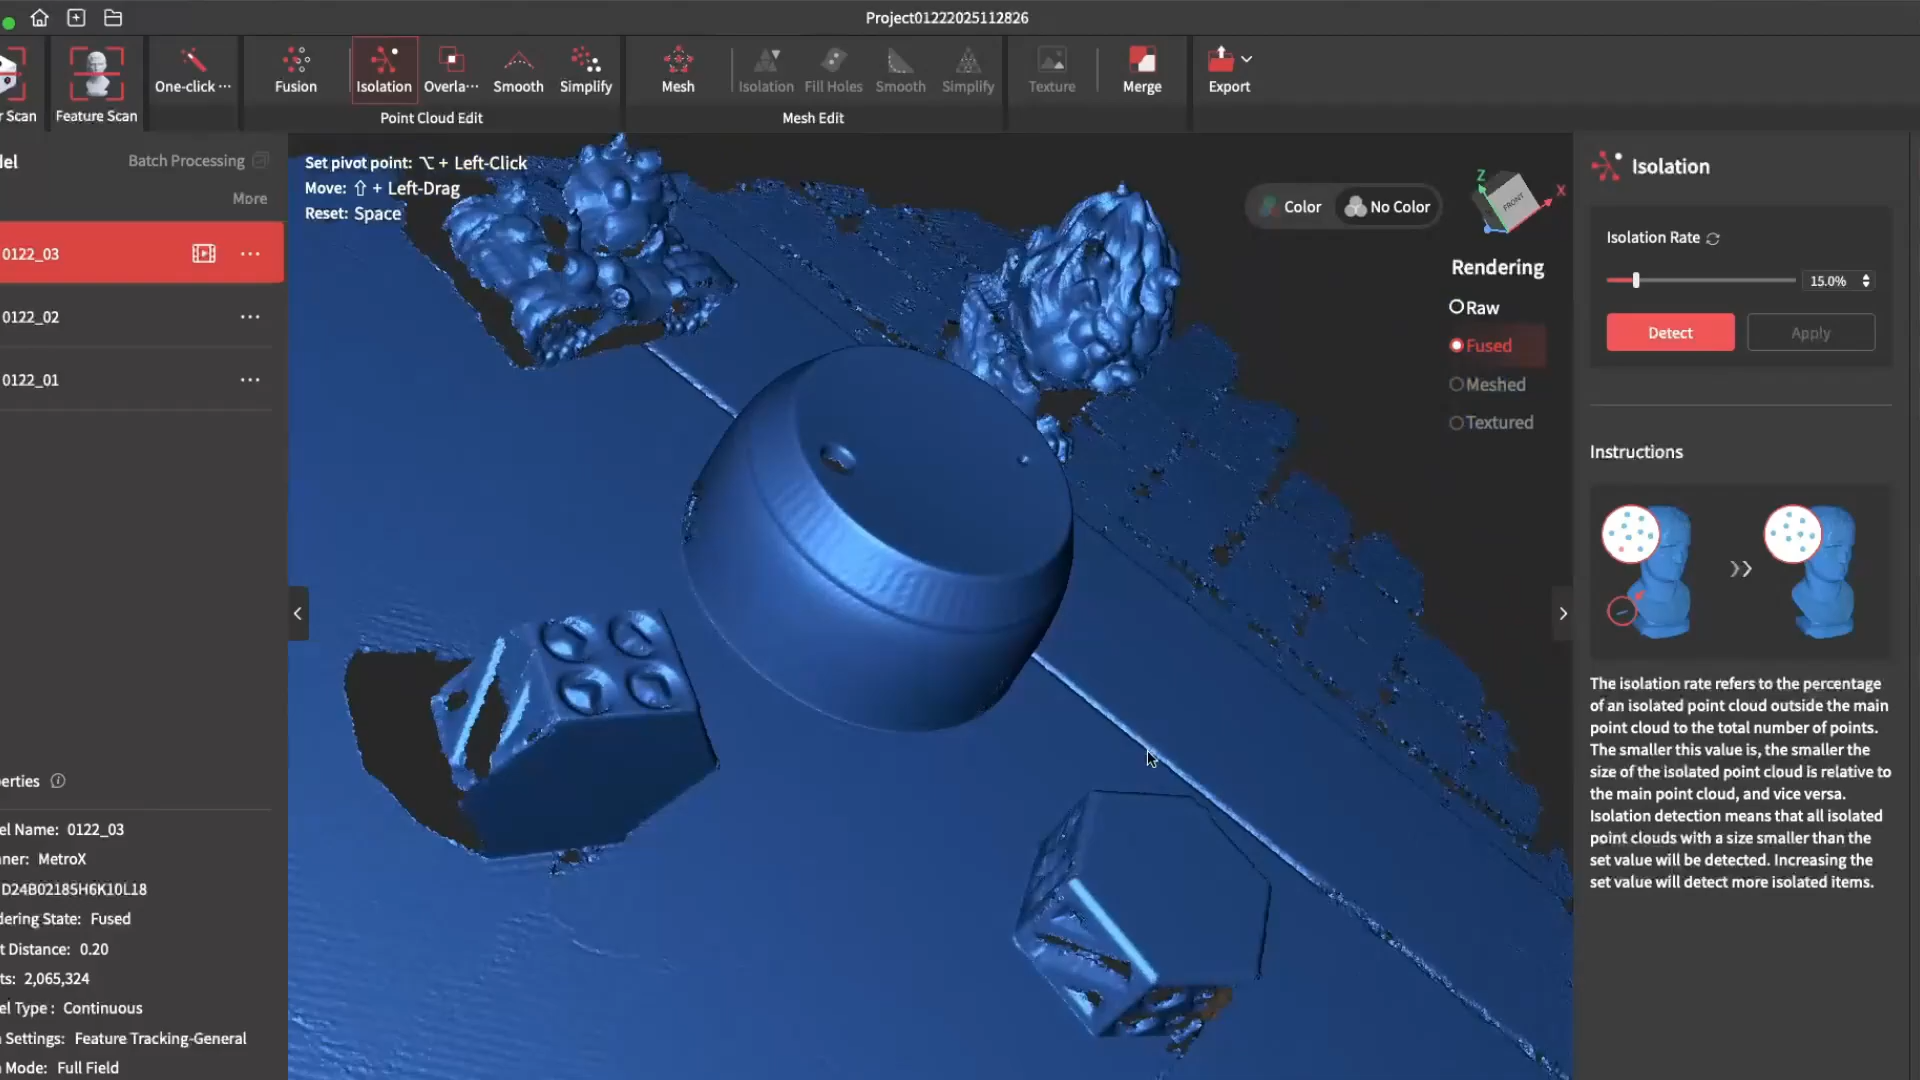 Project01222025112826
r Scan
Feature Scan
One-click ···
Fusion
Isolation
Overla···
Smooth
Simplify
Point Cloud Edit
Mesh
Isolation
Fill Holes
Smooth
Simplify
Mesh Edit
Texture
Merge
Export
del
Batch Processing
More
0122_03
0122_02
0122_01
Set pivot point: ⌥ + Left-Click
Move: ⇧ + Left-Drag
Reset: Space
Color
No Color
Z
X
FRONT
Rendering
Raw
Fused
Meshed
Textured
Isolation
Isolation Rate
15.0%
Detect
Apply
Instructions
The isolation rate refers to the percentage
of an isolated point cloud outside the main
point cloud to the total number of points.
The smaller this value is, the smaller the
size of the isolated point cloud is relative to
the main point cloud, and vice versa.
Isolation detection means that all isolated
point clouds with a size smaller than the
set value will be detected. Increasing the
set value will detect more isolated items.
erties
el Name: 0122_03
ner: MetroX
D24B02185H6K10L18
dering State: Fused
t Distance: 0.20
ts: 2,065,324
el Type : Continuous
n Settings: Feature Tracking-General
n Mode: Full Field